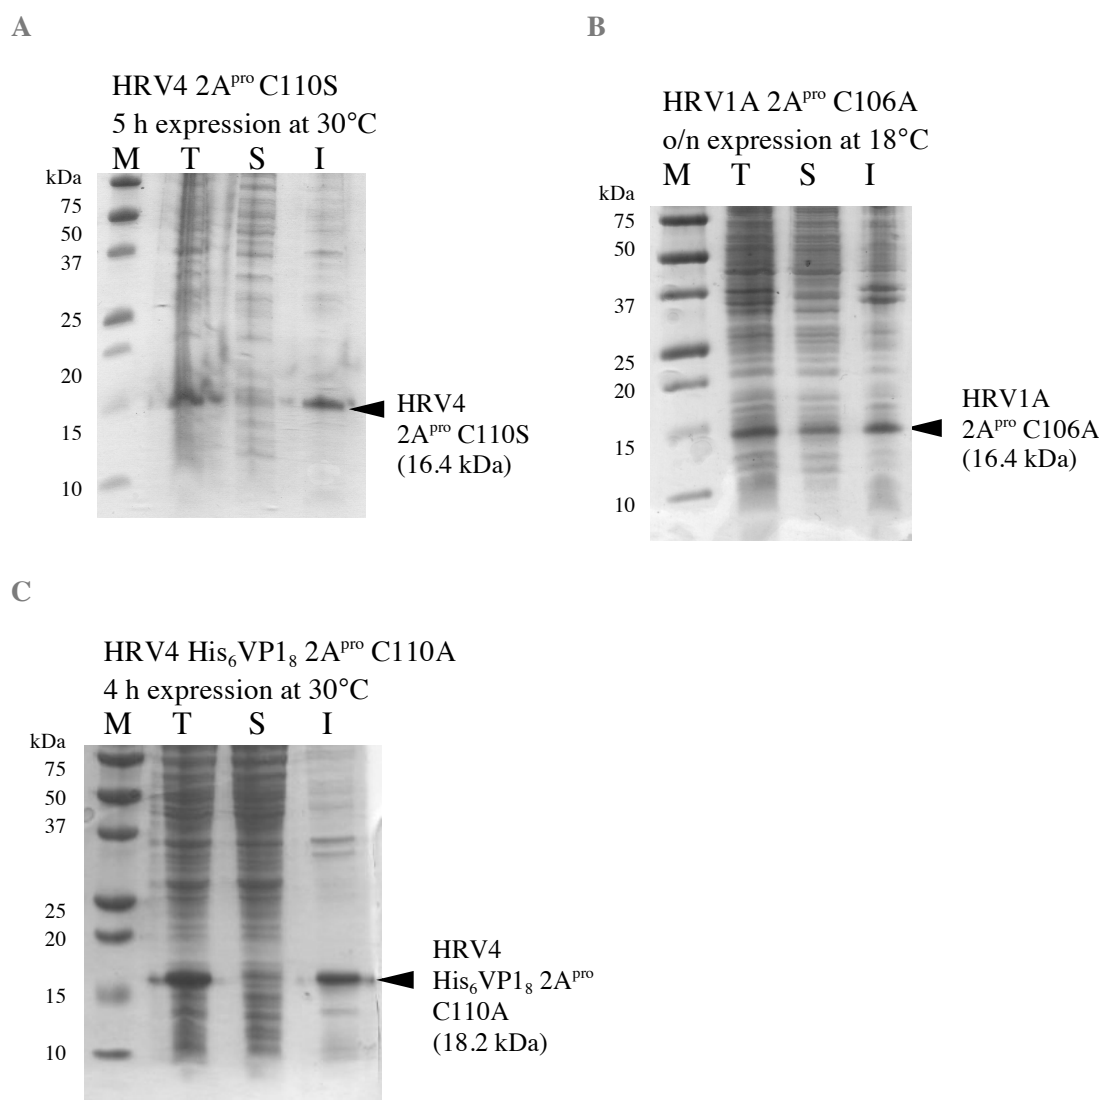 A
HRV4 2Apro C110S
5 h expression at 30°C
M T S I
kDa
75
50
37
25
20
15
10
HRV4
2Apro C110S
(16.4 kDa)
B
HRV1A 2Apro C106A
o/n expression at 18°C
M T S I
kDa
75
50
37
25
20
15
10
HRV1A
2Apro C106A
(16.4 kDa)
C
HRV4 His6VP18 2Apro C110A
4 h expression at 30°C
M T S I
kDa
75
50
37
25
20
15
10
HRV4
His6VP18 2Apro
C110A
(18.2 kDa)